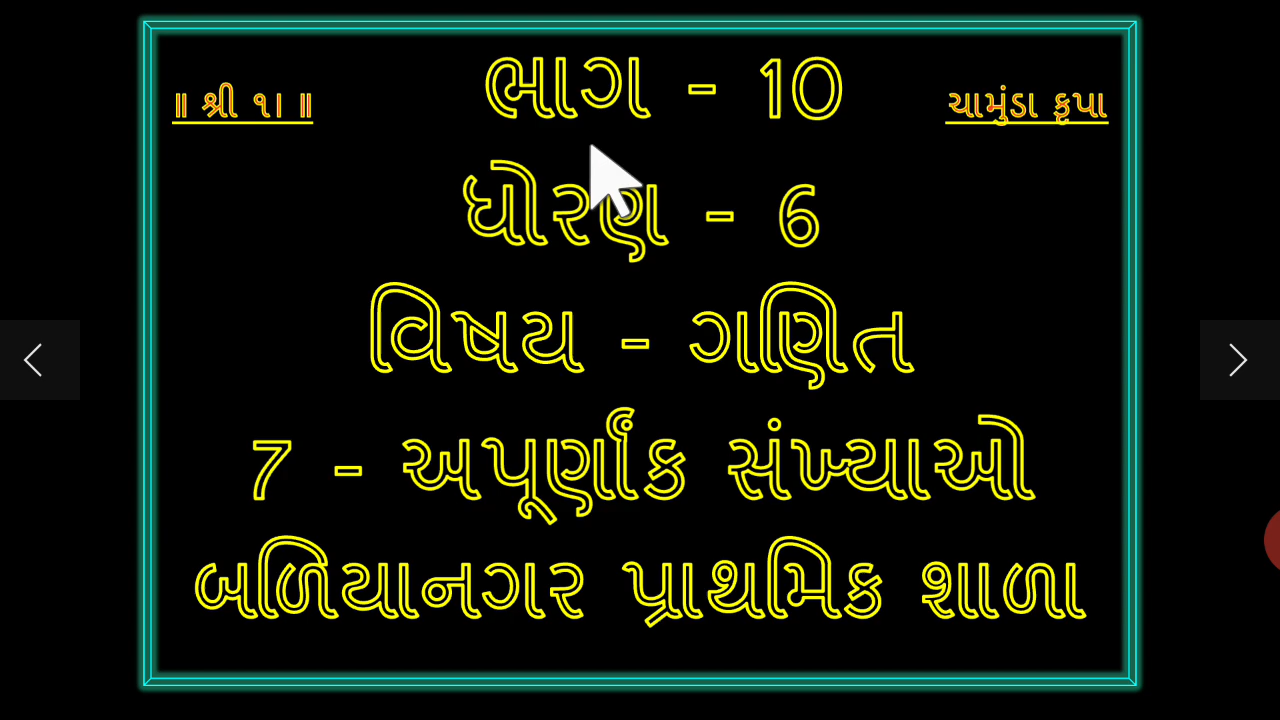 ભાગ - 10
॥ શ્રી ૧। ॥
ચામુંડા કૃપા
ધોરણ - 6
વિષય - ગણિત
7 - અપૂર્ણાંક સંખ્યાઓ
બળિયાનગર પ્રાથમિક શાળા